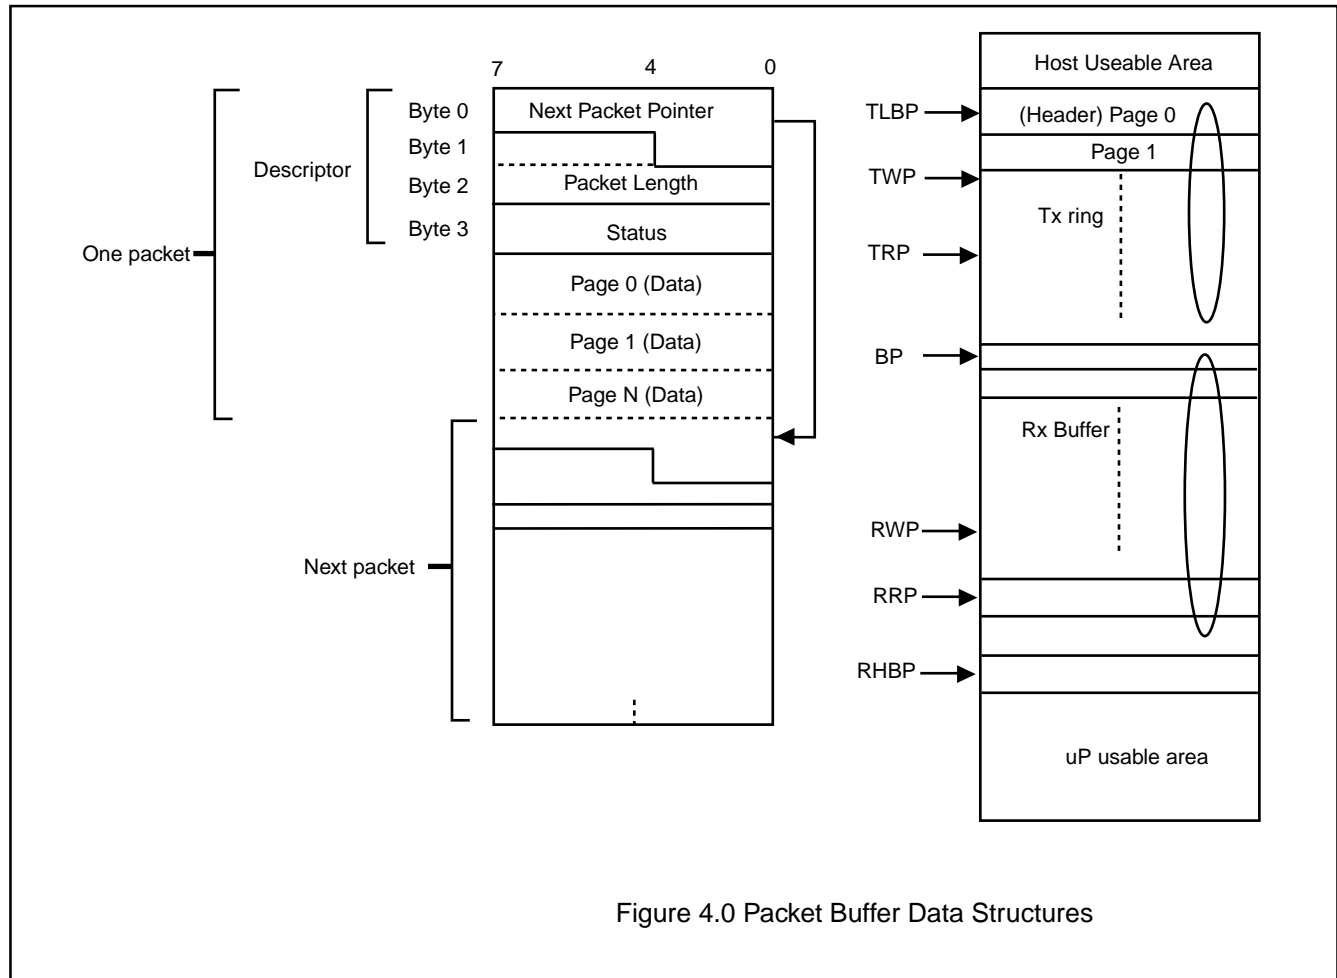 7 4 0
Byte 0 Next Packet Pointer
Byte 1
Descriptor
Byte 2 Packet Length
Byte 3 Status
One packet
Page 0 (Data)
Page 1 (Data)
Page N (Data)
Next packet
Host Useable Area
TLBP (Header) Page 0
Page 1
TWP
Tx ring
TRP
BP
Rx Buffer
RWP
RRP
RHBP
uP usable area
Figure 4.0 Packet Buffer Data Structures